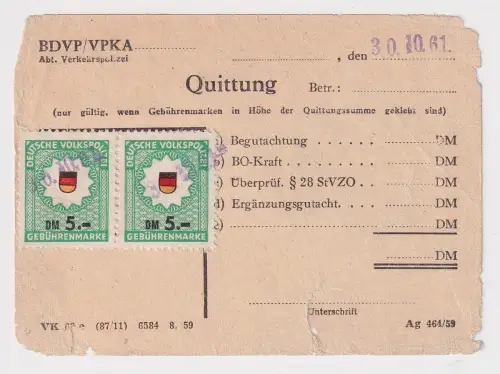 BDVP/VPKA
Abt. Verkehrspolizei
, den 30.10.61.
Quittung Betr.:
(nur gültig, wenn Gebührenmarken in Höhe der Quittungssumme geklebt sind)
Begutachtung DM
b) BO-Kraft DM
Überprüf. § 28 StVZO DM
d) Ergänzungsgutacht. DM
DM
DM
DEUTSCHE VOLKSPOLIZEI
DM 5.-
GEBÜHRENMARKE
DEUTSCHE VOLKSPOLIZEI
DM 5.-
GEBÜHRENMARKE
Unterschrift
VK (87/11) 6584 8. 59 Ag 464/59